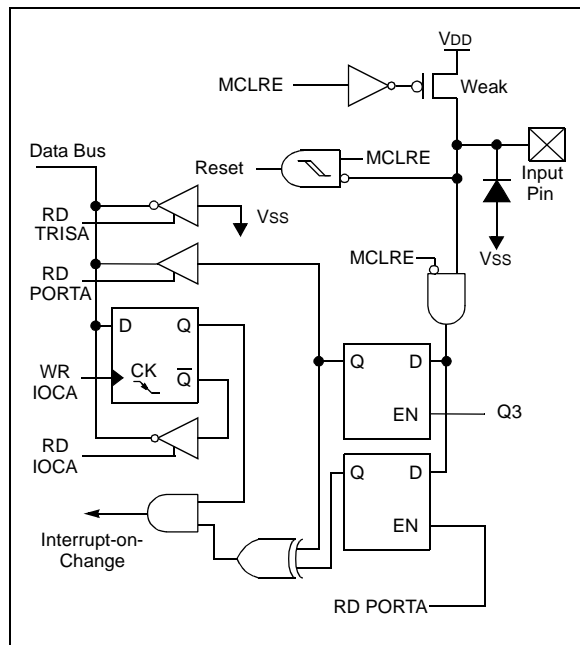 VDD
MCLRE
Weak
Data Bus
Reset
MCLRE
Input
Pin
RD
TRISA
VSS
VSS
RD
PORTA
MCLRE
D
Q
Q
D
WR
IOCA
CK
Q
EN
Q3
RD
IOCA
Q
D
EN
Interrupt-on-
Change
RD PORTA